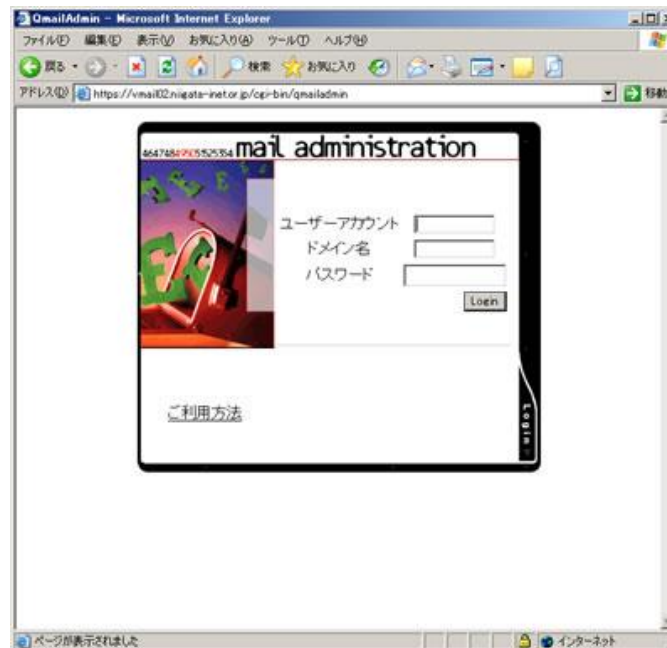 QmailAdmin - Microsoft Internet Explorer
ファイル(F) 編集(E) 表示(V) お気に入り(A) ツール(T) ヘルプ(H)
戻る 検索 お気に入り
アドレス(D) https://vmail02.niigata-inet.or.jp/cgi-bin/qmailadmin 移動
mail administration
ユーザーアカウント
ドメイン名
パスワード
Login
ご利用方法
Login
ページが表示されました インターネット